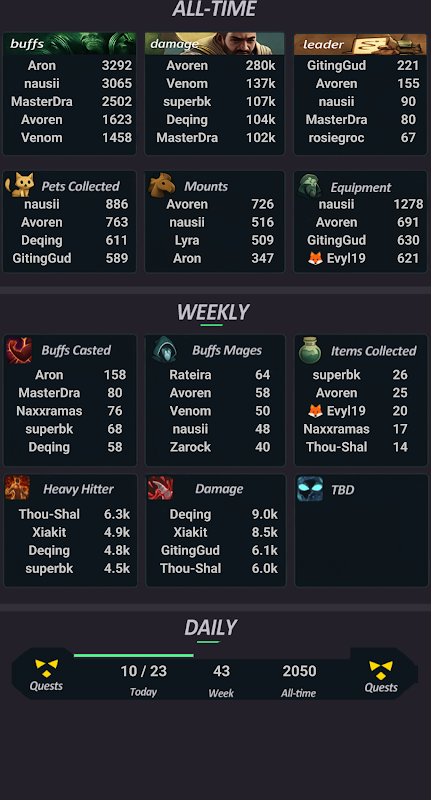 ALL-TIME
buffs damage leader
Aron 3292 Avoren 280k GitingGud 221
nausii 3065 Venom 137k Avoren 155
MasterDra 2502 superbk 107k nausii 90
Avoren 1623 Deqing 104k MasterDra 80
Venom 1458 MasterDra 102k rosiegroc 67
Pets Collected Mounts Equipment
nausii 886 Avoren 726 nausii 1278
Avoren 763 nausii 516 Avoren 691
Deqing 611 Lyra 509 GitingGud 630
GitingGud 589 Aron 347 🦊 Evyl19 621
WEEKLY
Buffs Casted Buffs Mages Items Collected
Aron 158 Rateira 64 superbk 26
MasterDra 80 Avoren 58 Avoren 25
Naxxramas 76 Venom 50 🦊 Evyl19 20
superbk 68 nausii 48 Naxxramas 17
Deqing 58 Zarock 40 Thou-Shal 14
Heavy Hitter Damage TBD
Thou-Shal 6.3k Deqing 9.0k
Xiakit 4.9k Xiakit 8.5k
Deqing 4.8k GitingGud 6.1k
superbk 4.5k Thou-Shal 6.0k
DAILY
10 / 23 43 2050
Quests Today Week All-time Quests